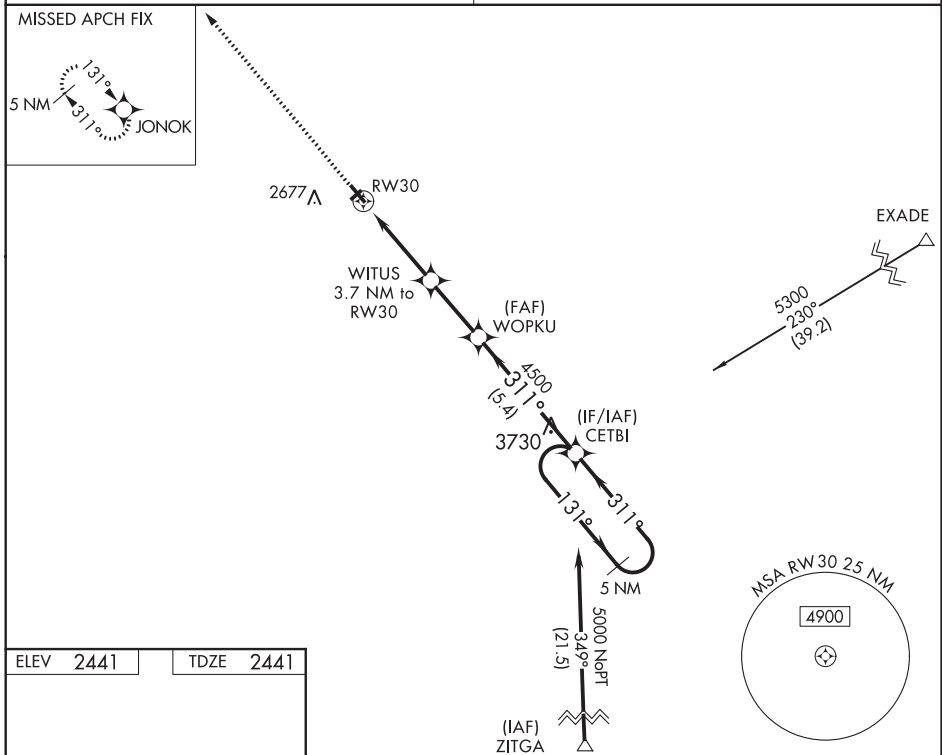 MISSED APCH FIX
131°
5 NM
311°
JONOK
2677
RW30
EXADE
WITUS
3.7 NM to
RW30
(FAF)
WOPKU
5300
230°
(39.2)
4500
311°
(5.4)
(IF/IAF)
CETBI
3730
131°
311°
5 NM
MSA RW30 25 NM
4900
5000 NoPT
349°
(21.5)
(IAF)
ZITGA
ELEV 2441
TDZE 2441